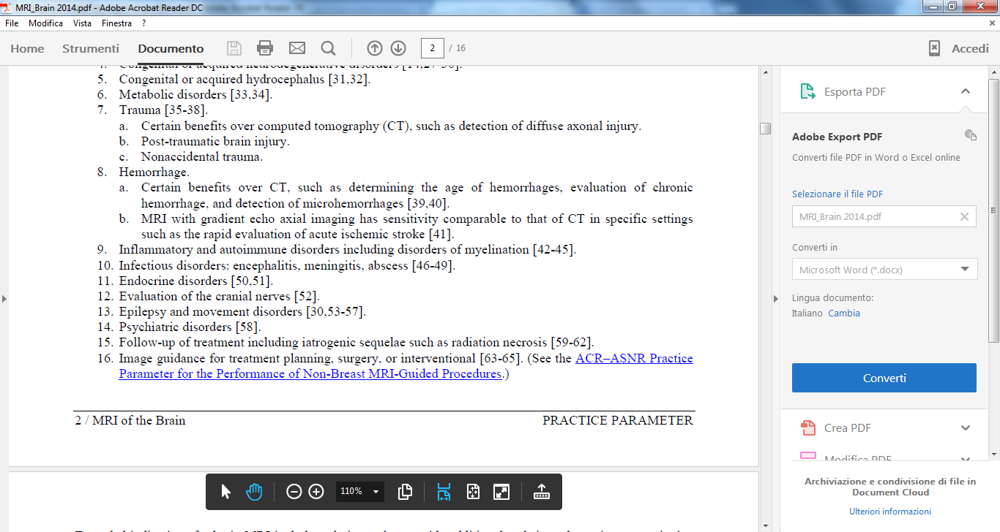 MRI_Brain 2014.pdf - Adobe Acrobat Reader DC
File Modifica Vista Finestra ?
Home Strumenti Documento 2 / 16 Accedi
4. Congenital or acquired neurodegenerative disorders [14,27-30].
5. Congenital or acquired hydrocephalus [31,32].
6. Metabolic disorders [33,34].
7. Trauma [35-38].
a. Certain benefits over computed tomography (CT), such as detection of diffuse axonal injury.
b. Post-traumatic brain injury.
c. Nonaccidental trauma.
8. Hemorrhage.
a. Certain benefits over CT, such as determining the age of hemorrhages, evaluation of chronic
hemorrhage, and detection of microhemorrhages [39,40].
b. MRI with gradient echo axial imaging has sensitivity comparable to that of CT in specific settings
such as the rapid evaluation of acute ischemic stroke [41].
9. Inflammatory and autoimmune disorders including disorders of myelination [42-45].
10. Infectious disorders: encephalitis, meningitis, abscess [46-49].
11. Endocrine disorders [50,51].
12. Evaluation of the cranial nerves [52].
13. Epilepsy and movement disorders [30,53-57].
14. Psychiatric disorders [58].
15. Follow-up of treatment including iatrogenic sequelae such as radiation necrosis [59-62].
16. Image guidance for treatment planning, surgery, or interventional [63-65]. (See the ACR–ASNR Practice
Parameter for the Performance of Non-Breast MRI-Guided Procedures.)
2 / MRI of the Brain PRACTICE PARAMETER
110%
Esporta PDF
Adobe Export PDF
Converti file PDF in Word o Excel online
Selezionare il file PDF
MRI_Brain 2014.pdf
Converti in
Microsoft Word (*.docx)
Lingua documento:
Italiano Cambia
Converti
Crea PDF
Modifica PDF
Archiviazione e condivisione di file in
Document Cloud
Ulteriori informazioni